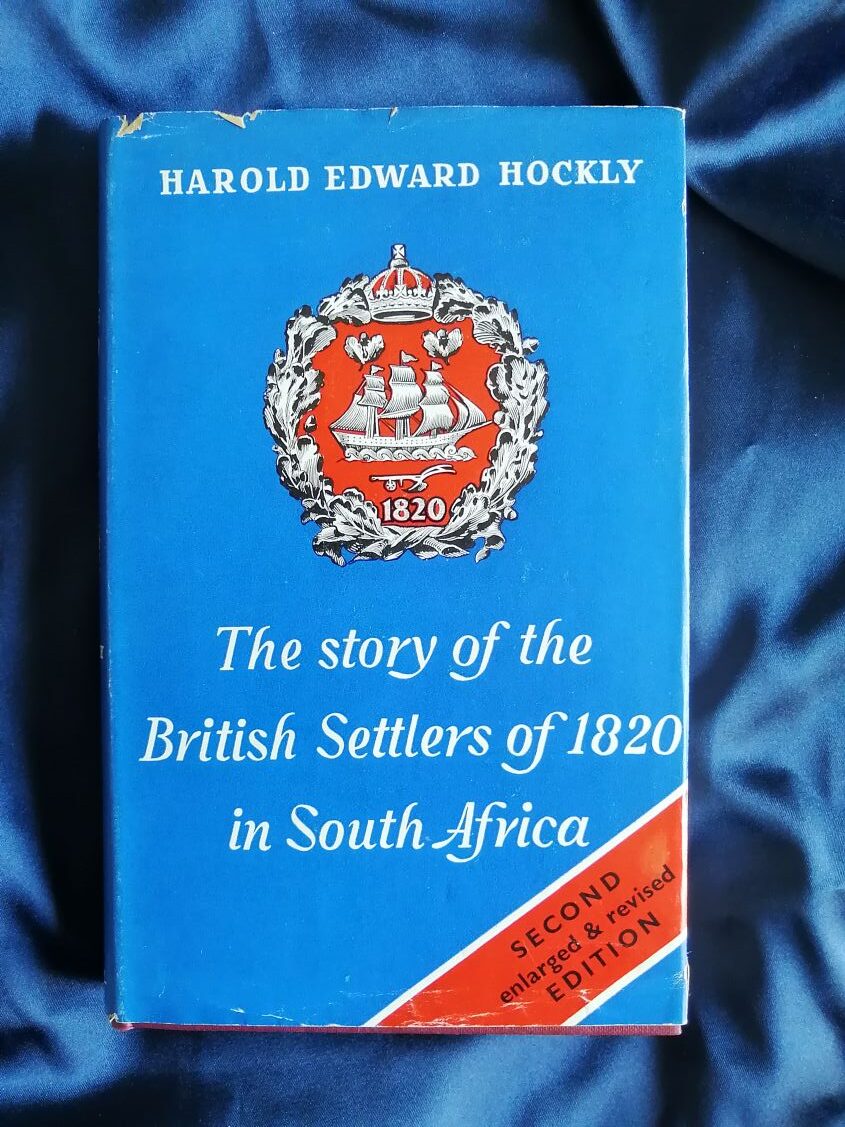 HAROLD EDWARD HOCKLY
1820
The story of the
British Settlers of 1820
in South Africa
SECOND
enlarged & revised
EDITION